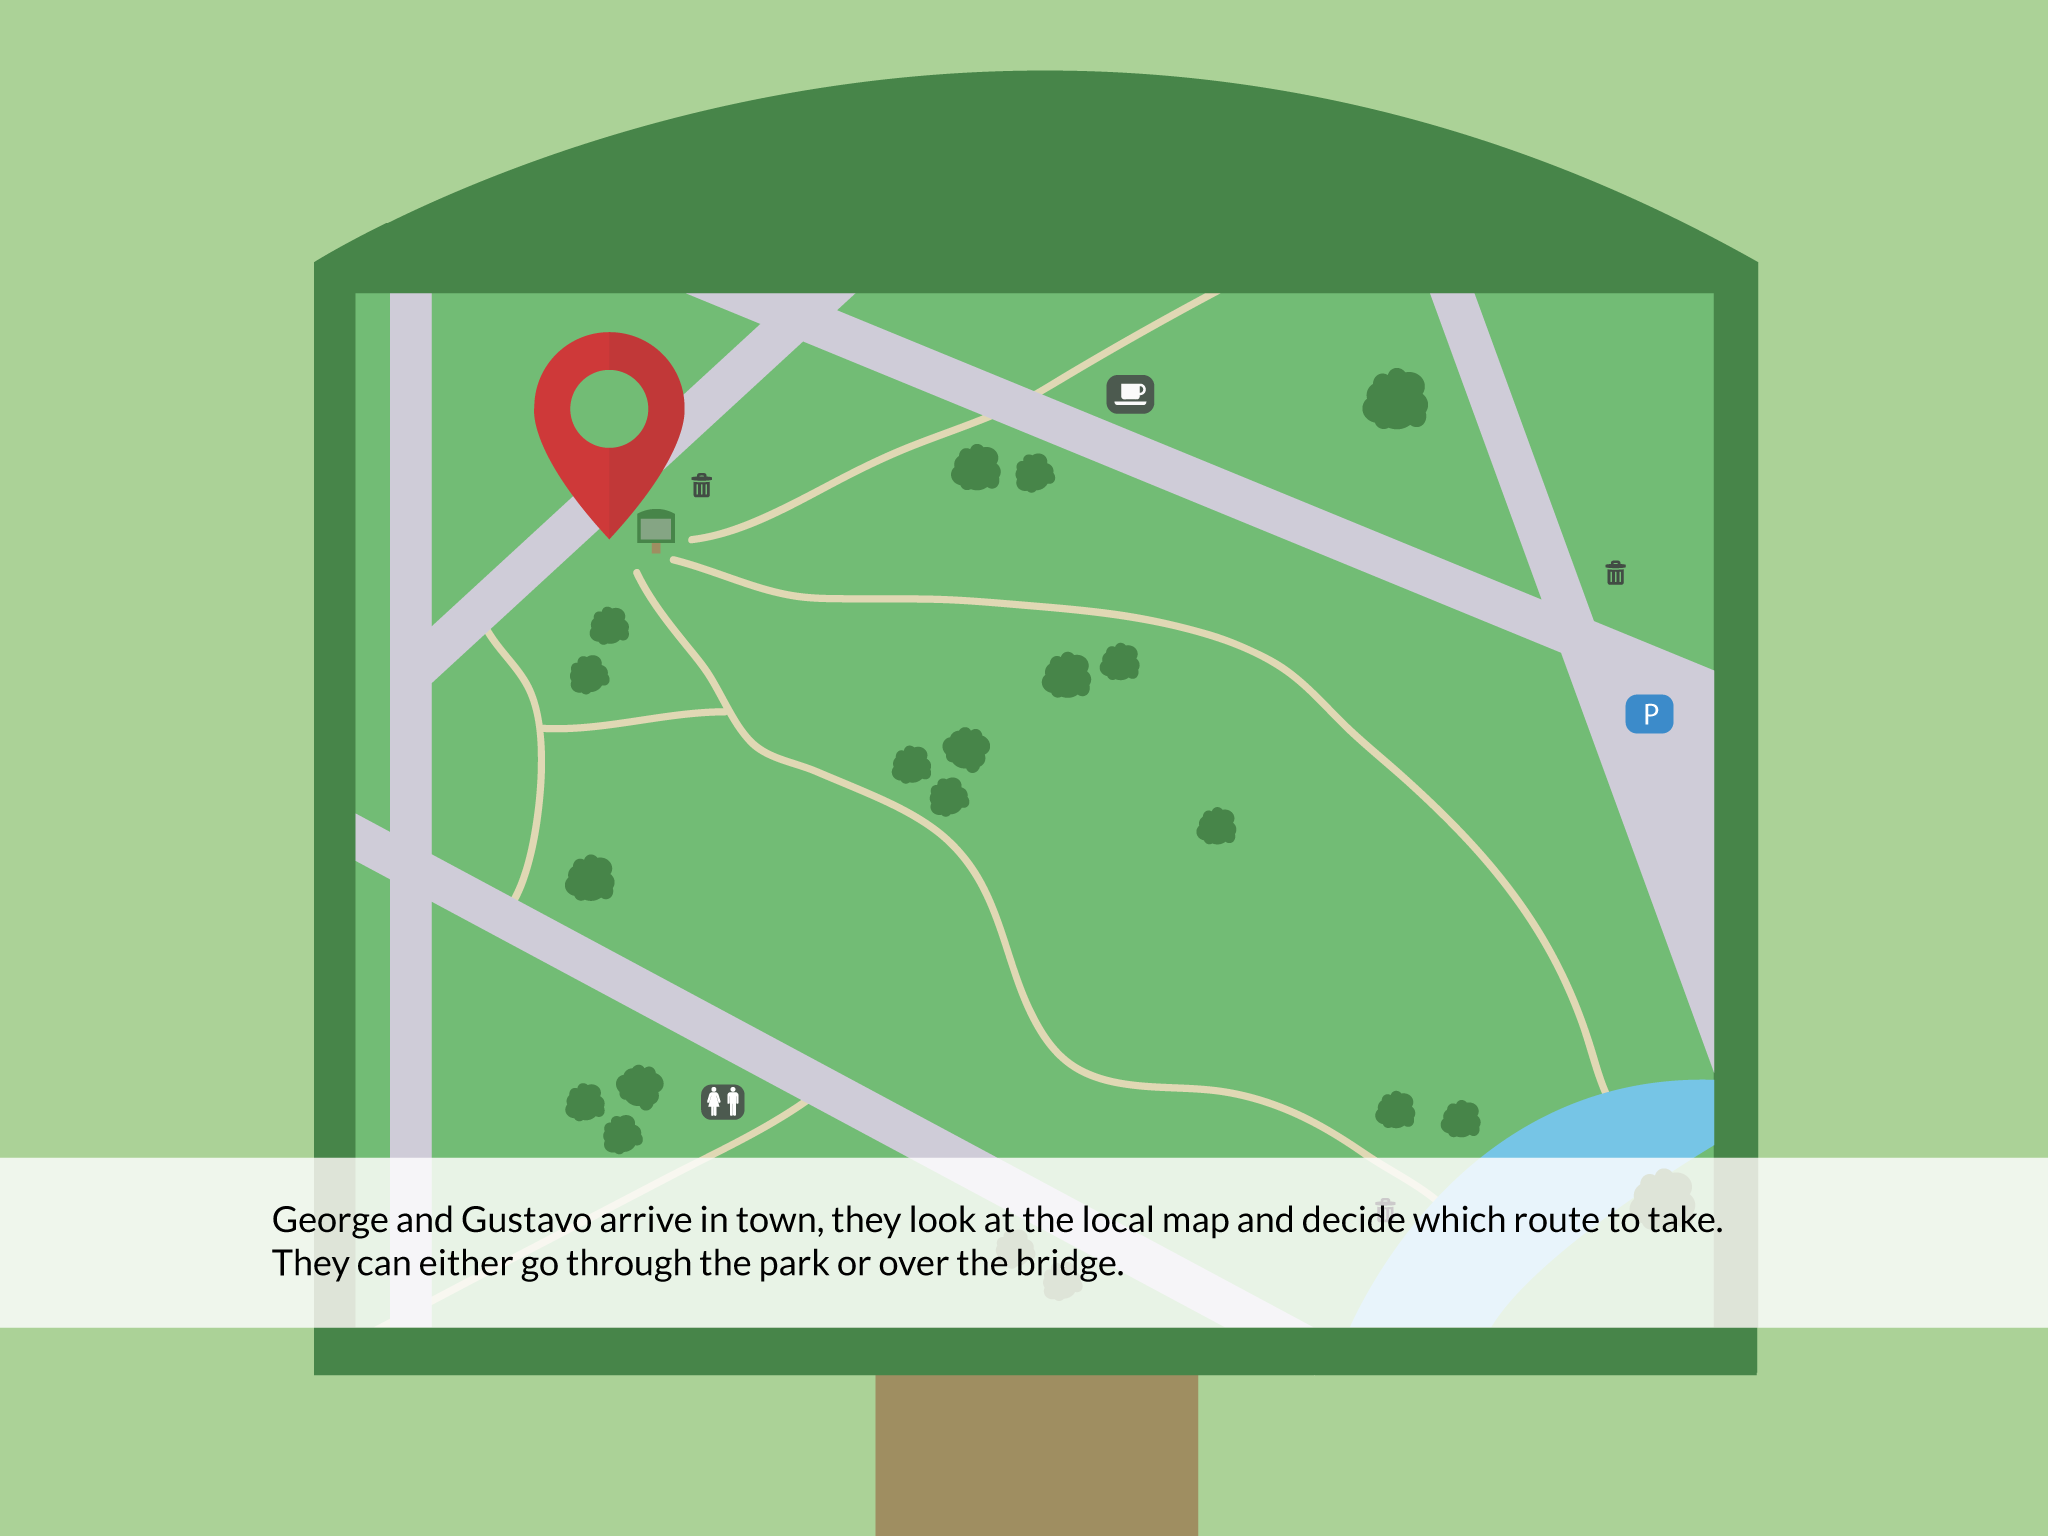 P
George and Gustavo arrive in town, they look at the local map and decide which route to take.
They can either go through the park or over the bridge.